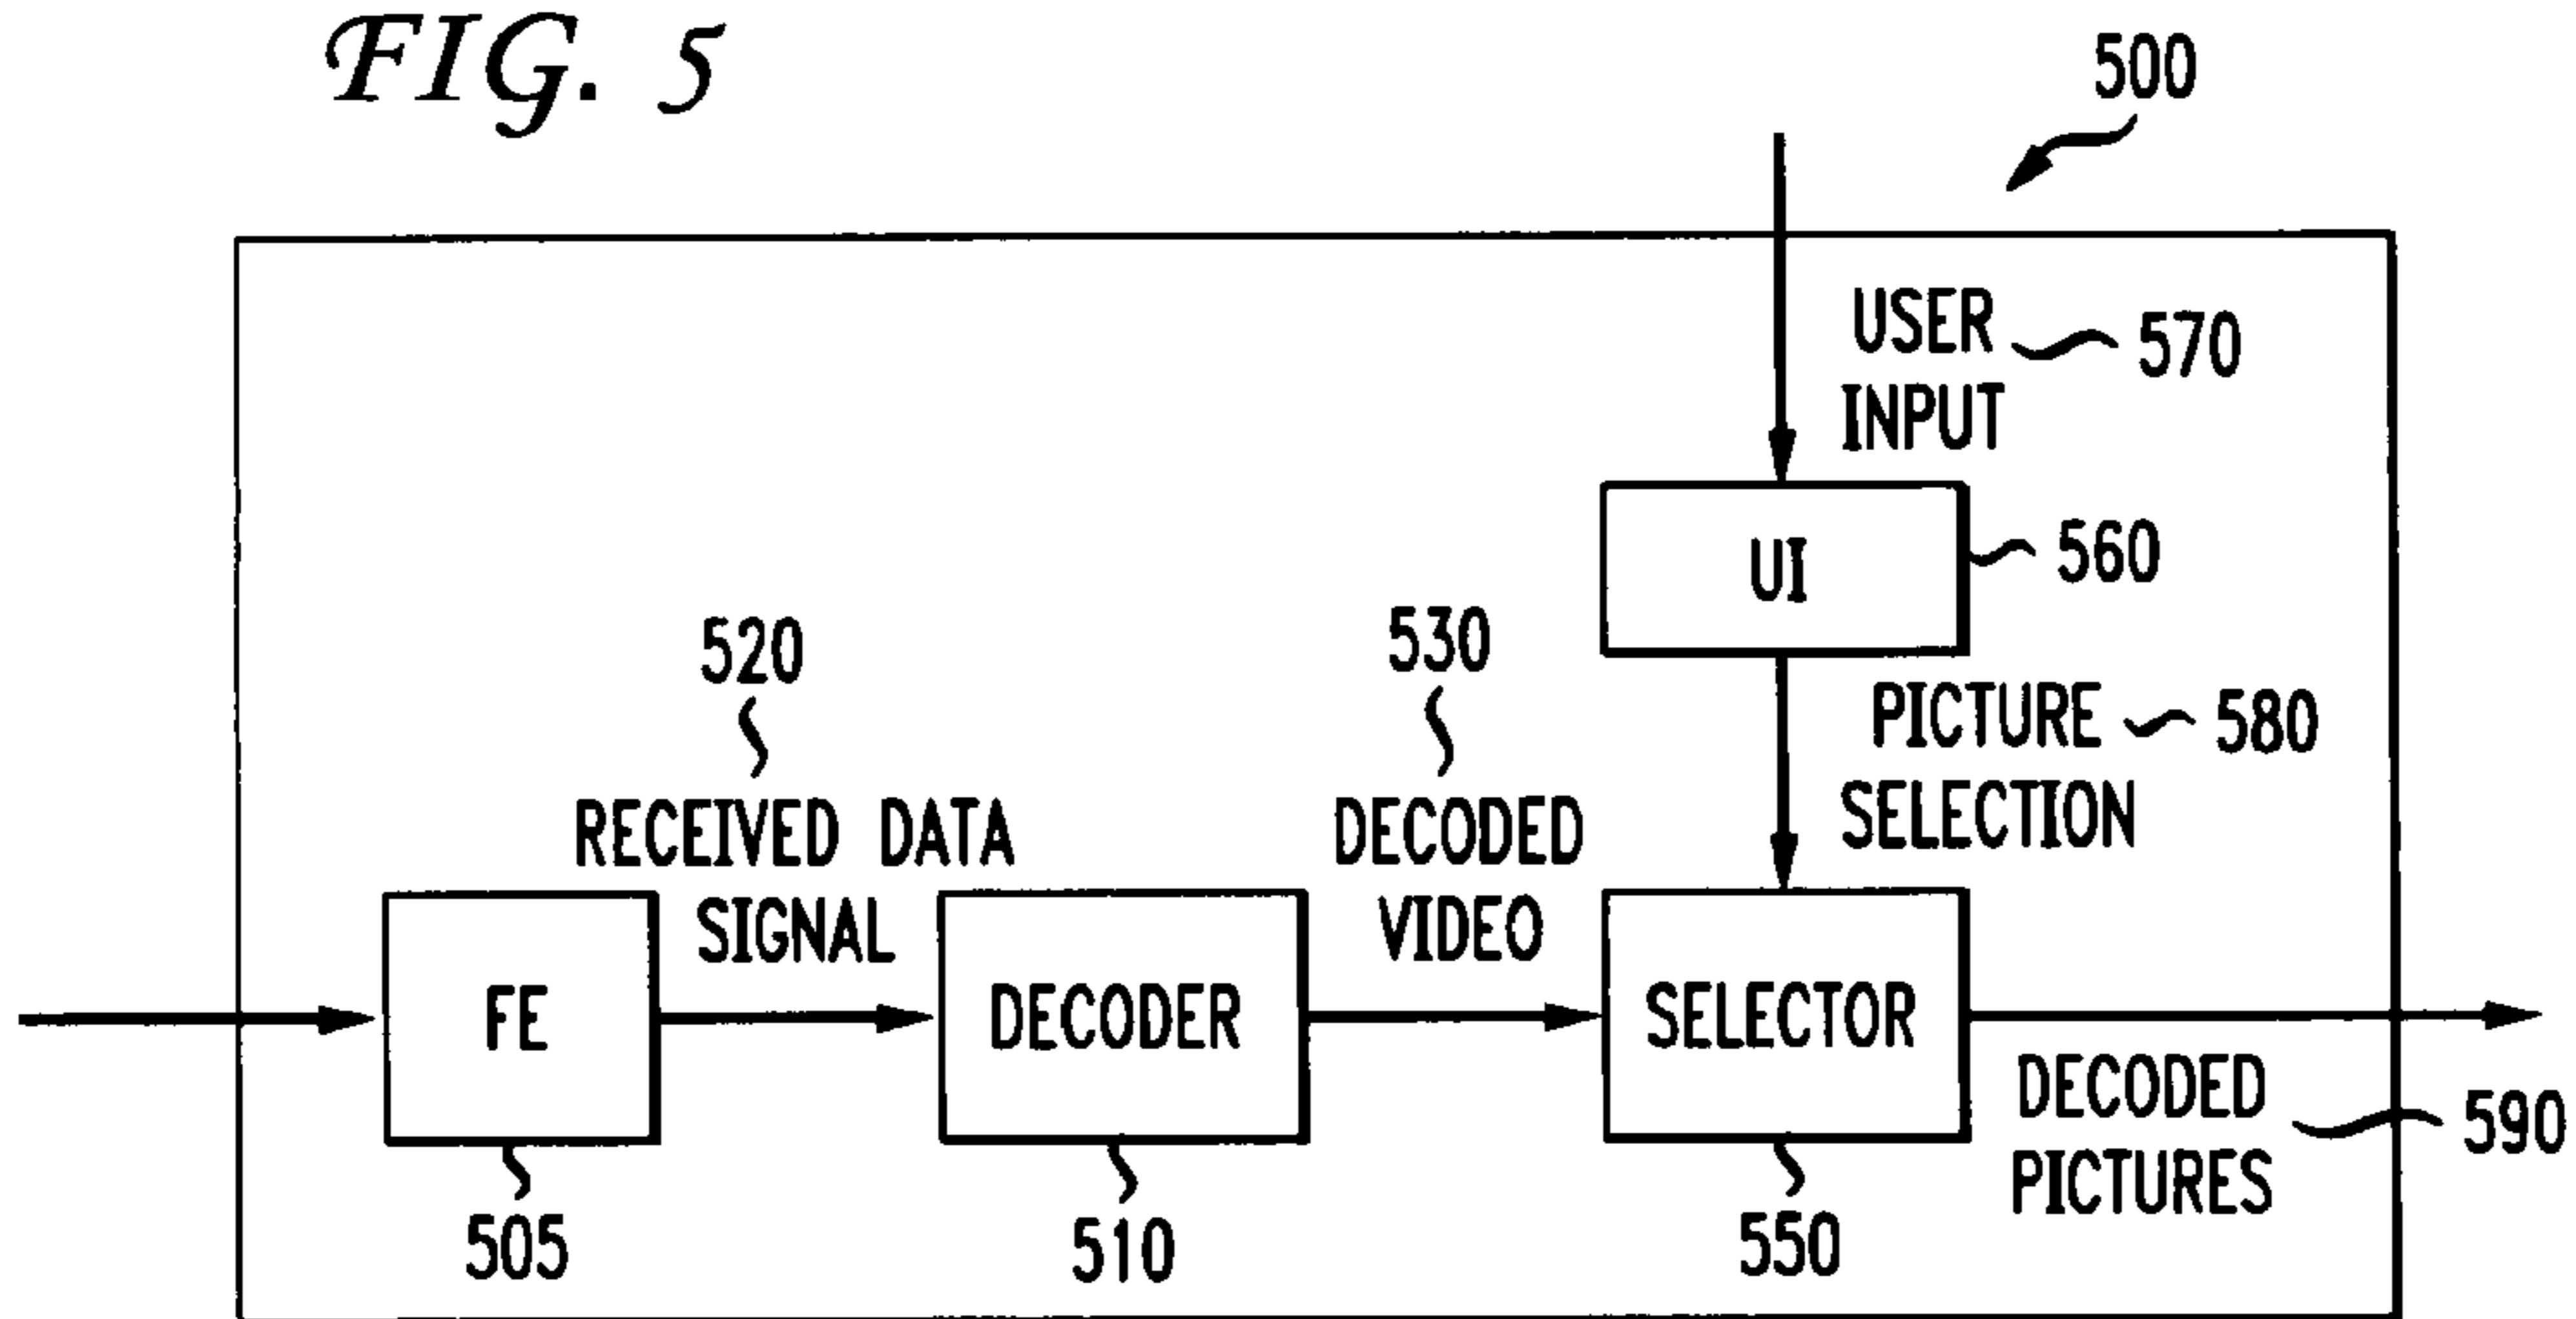 FIG. 5
500
USER
INPUT
570
UI
560
520
530
PICTURE
SELECTION
580
RECEIVED DATA
SIGNAL
DECODED
VIDEO
FE
DECODER
SELECTOR
DECODED
PICTURES
590
505
510
550